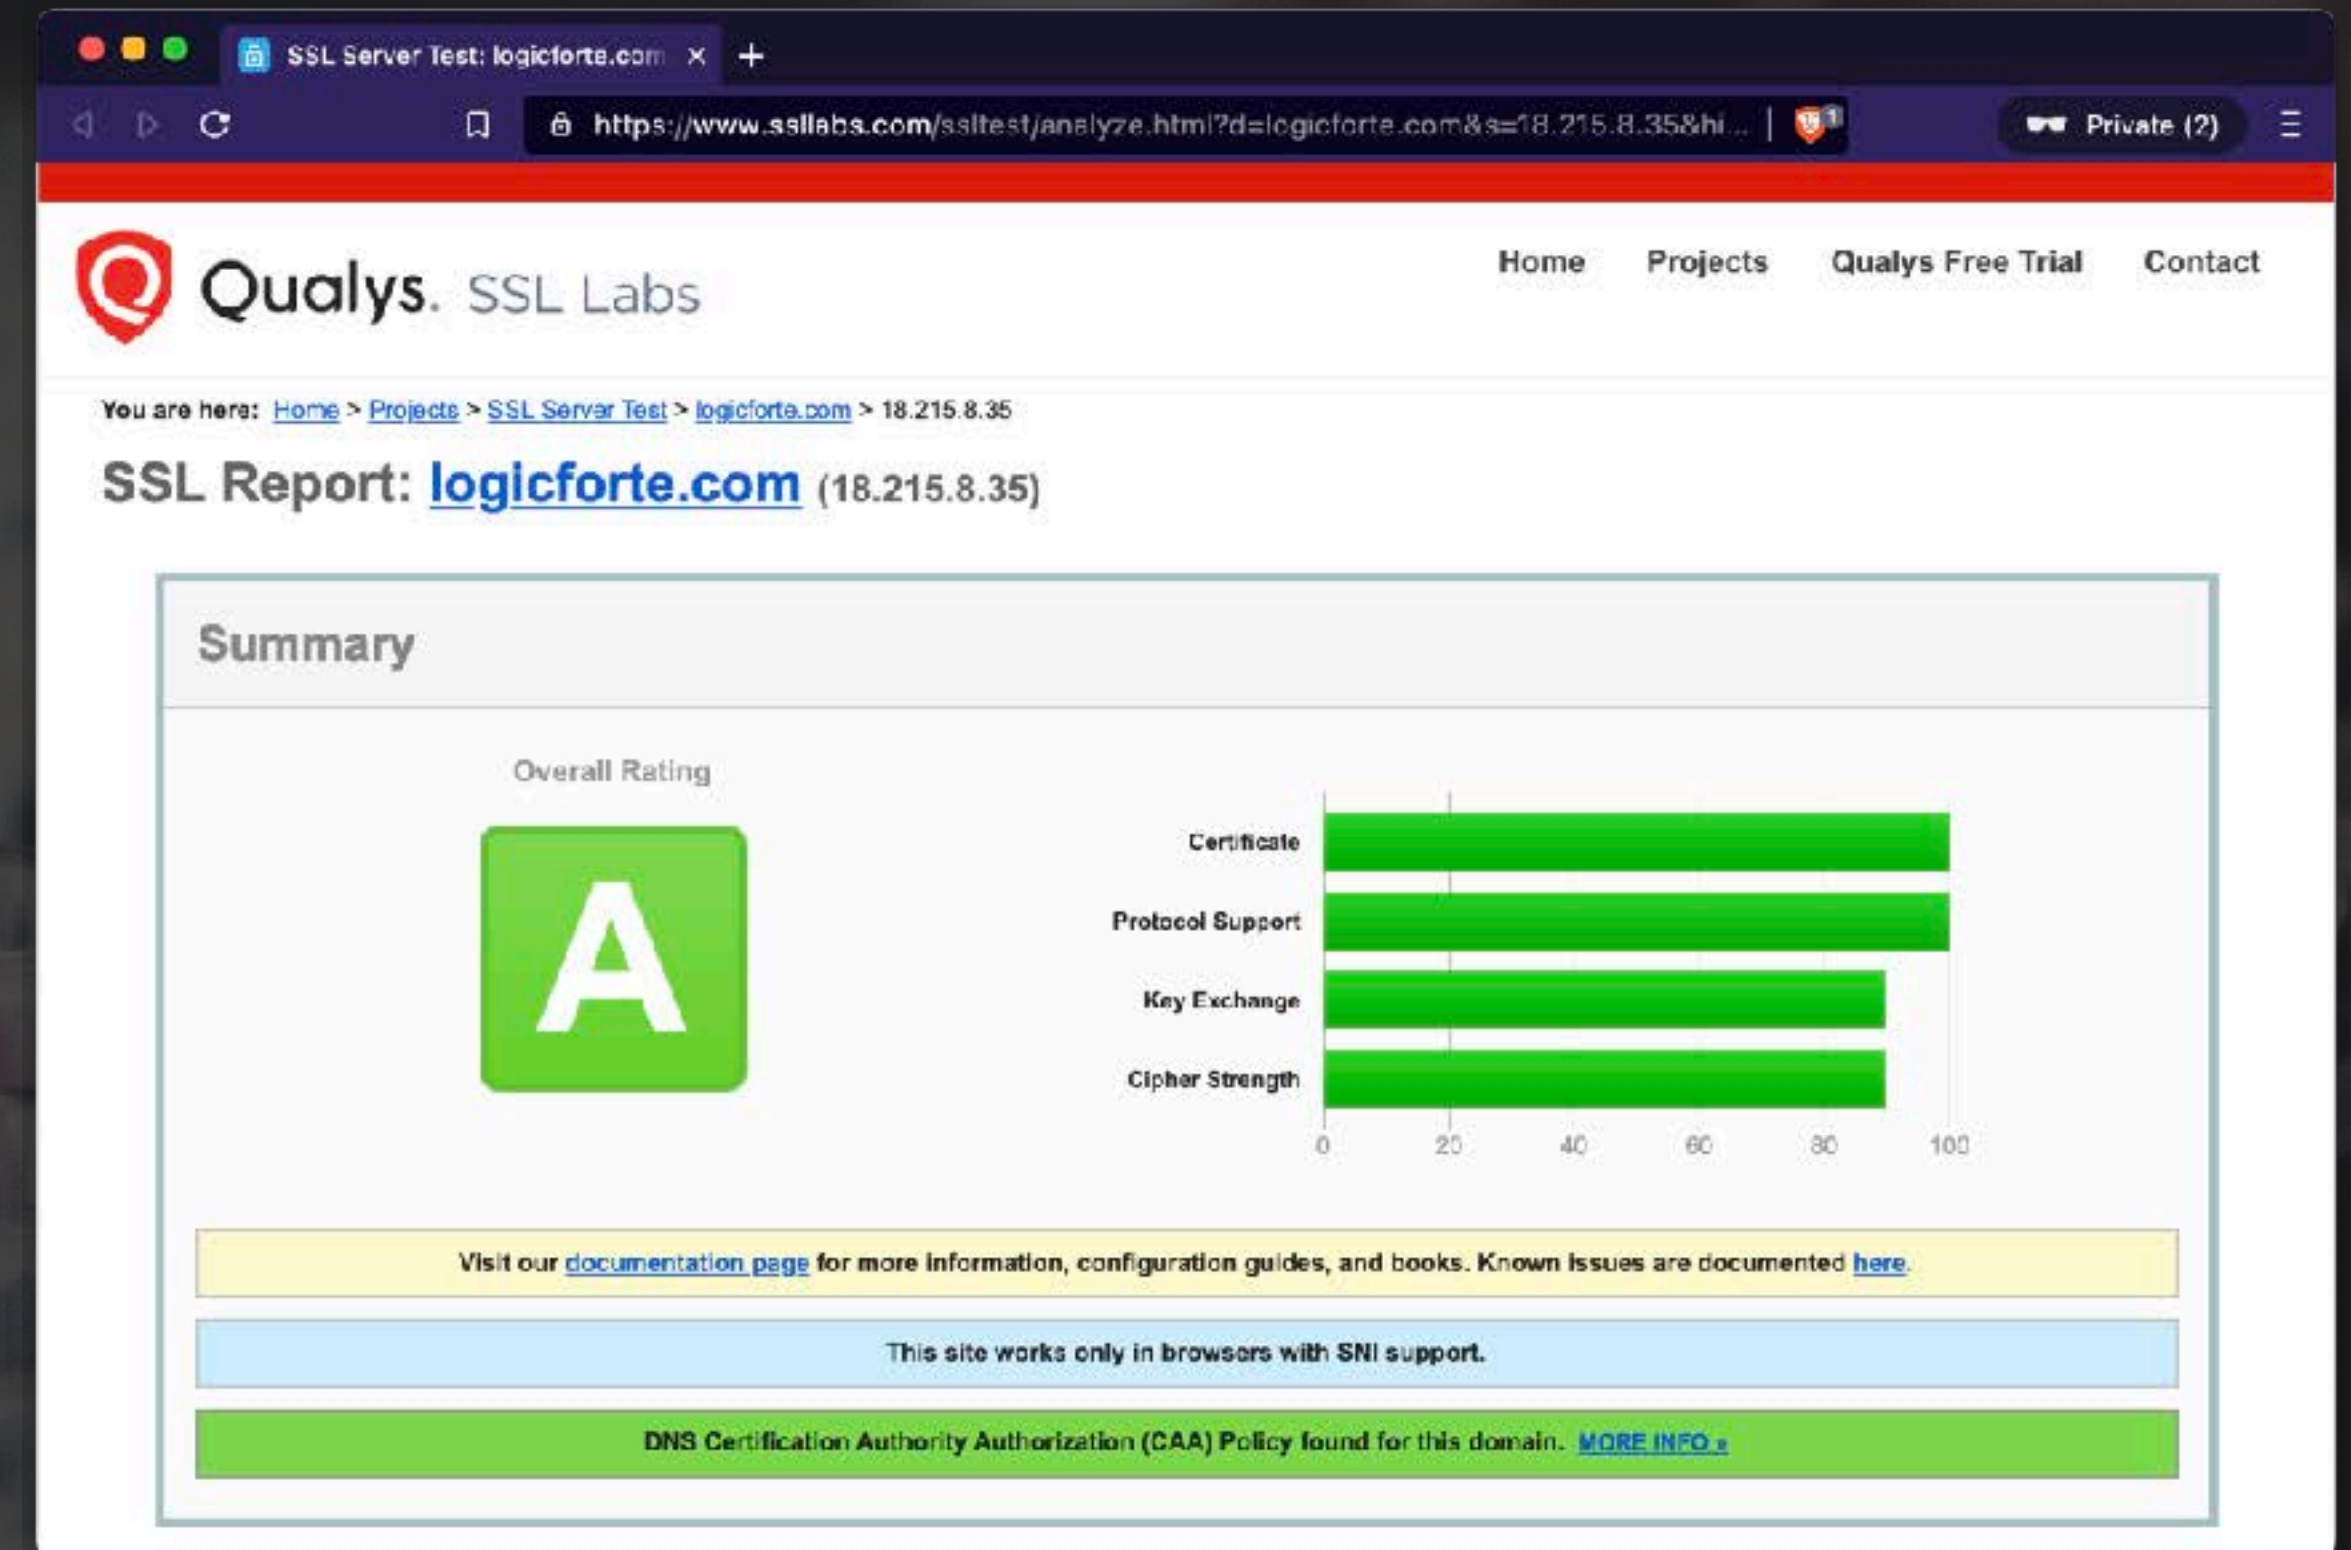 SSL Server Test: logicforte.com
https://www.ssllabs.com/ssltest/analyze.html?d=logicforte.com&s=18.215.8.35&hi...
1
Private (2)
Qualys. SSL Labs
Home Projects Qualys Free Trial Contact
You are here: Home > Projects > SSL Server Test > logicforte.com > 18.215.8.35
SSL Report: logicforte.com (18.215.8.35)
Summary
Overall Rating
A
Certificate
Protocol Support
Key Exchange
Cipher Strength
0 20 40 60 80 100
Visit our documentation page for more information, configuration guides, and books. Known issues are documented here.
This site works only in browsers with SNI support.
DNS Certification Authority Authorization (CAA) Policy found for this domain. MORE INFO »